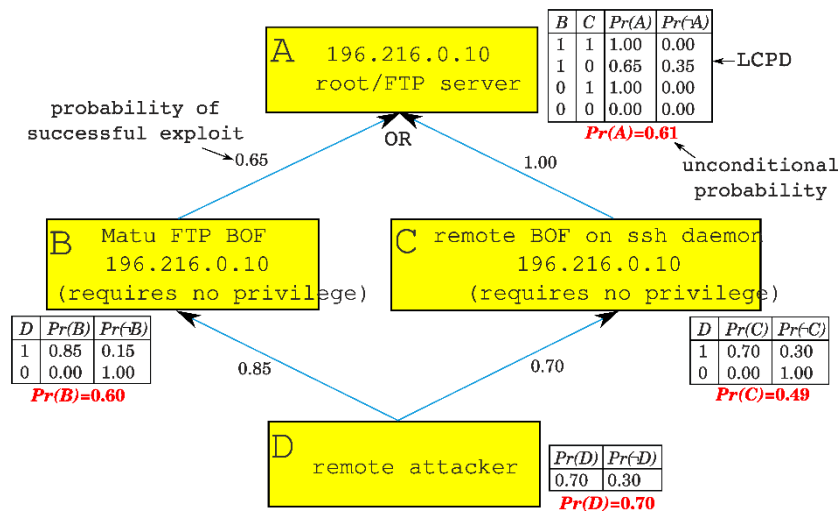 A
196.216.0.10
root/FTP server
B C Pr(A) Pr(¬A)
1 1 1.00 0.00
1 0 0.65 0.35
0 1 1.00 0.00
0 0 0.00 0.00
Pr(A)=0.61
LCPD
unconditional
probability
probability of
successful exploit
OR
0.65
1.00
B
Matu FTP BOF
196.216.0.10
(requires no privilege)
C
remote BOF on ssh daemon
196.216.0.10
(requires no privilege)
D Pr(B) Pr(¬B)
1 0.85 0.15
0 0.00 1.00
Pr(B)=0.60
0.85
0.70
D Pr(C) Pr(¬C)
1 0.70 0.30
0 0.00 1.00
Pr(C)=0.49
D
remote attacker
Pr(D) Pr(¬D)
0.70 0.30
Pr(D)=0.70